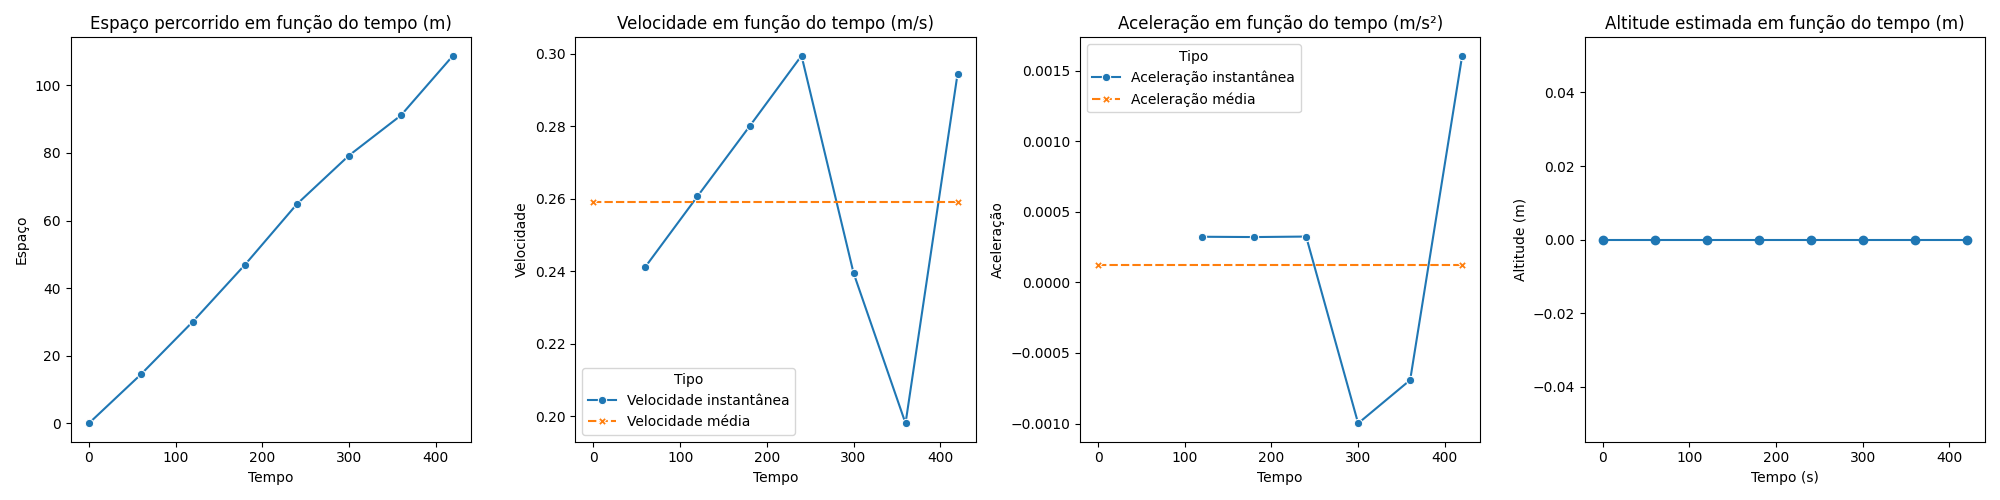 Espaço percorrido em função do tempo (m)
Espaço
100
80
60
40
20
0
0 100 200 300 400
Tempo
Velocidade em função do tempo (m/s)
Velocidade
0.30
0.28
0.26
0.24
0.22
0.20
Tipo
Velocidade instantânea
Velocidade média
0 100 200 300 400
Tempo
Aceleração em função do tempo (m/s²)
Aceleração
Tipo
Aceleração instantânea
Aceleração média
0.0015
0.0010
0.0005
0.0000
−0.0005
−0.0010
0 100 200 300 400
Tempo
Altitude estimada em função do tempo (m)
Altitude (m)
0.04
0.02
0.00
−0.02
−0.04
0 100 200 300 400
Tempo (s)